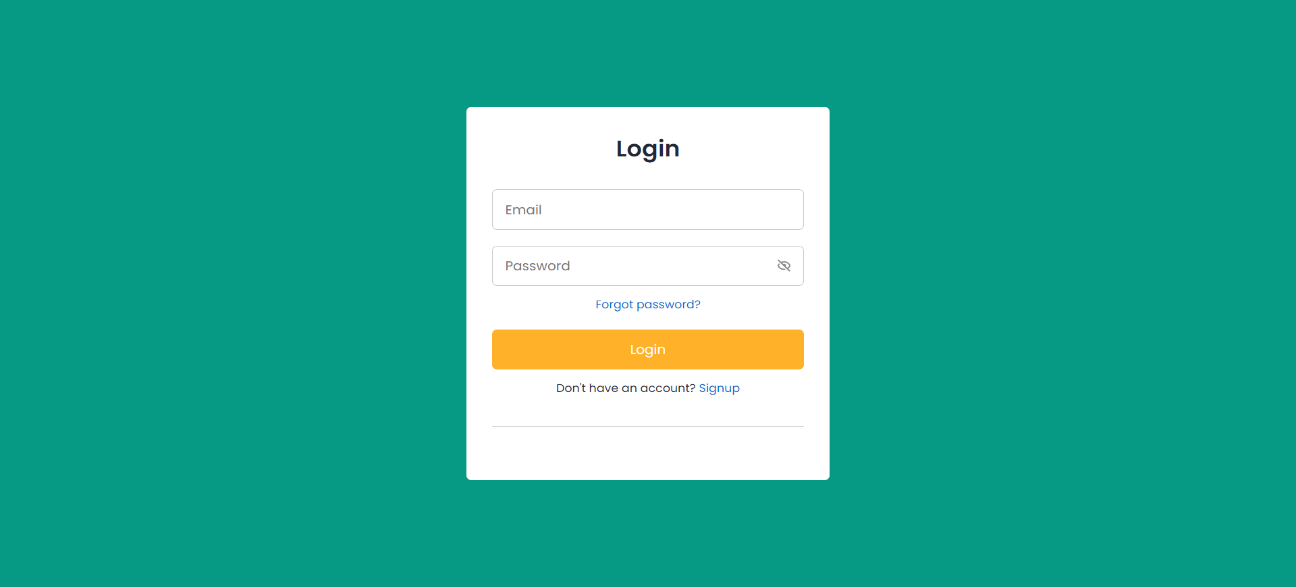 Login
Email
Password
Forgot password?
Login
Don't have an account? Signup